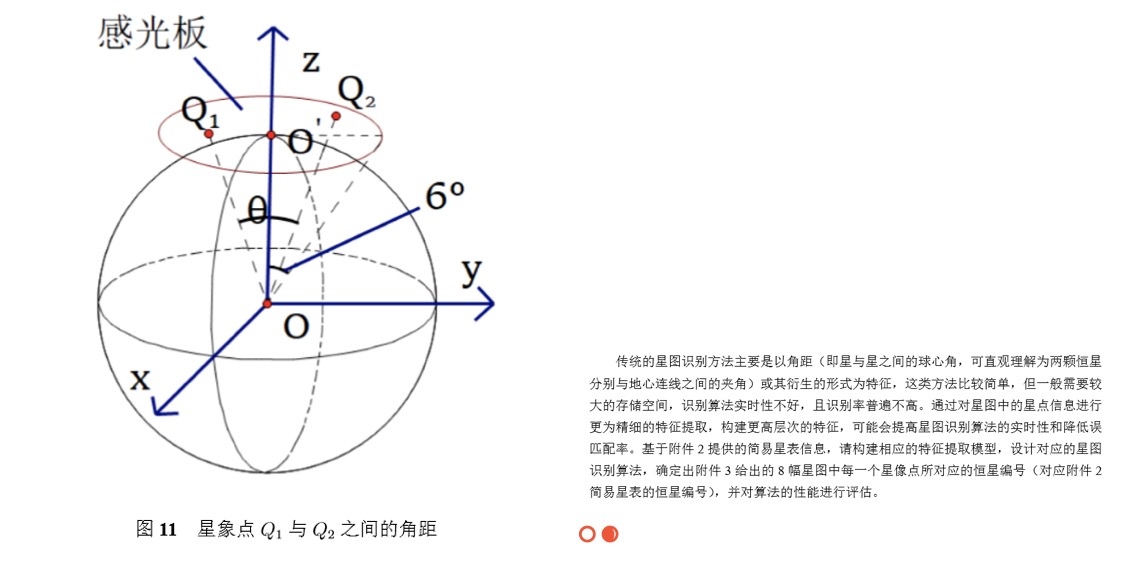 感光板
z
Q₂
Q₁
O'
θ
6º
y
O
x
图 11 星象点 Q₁ 与 Q₂ 之间的角距
传统的星图识别方法主要是以角距（即星与星之间的球心角，可直观理解为两颗恒星
分别与地心连线之间的夹角）或其衍生的形式为特征，这类方法比较简单，但一般需要较
大的存储空间，识别算法实时性不好，且识别率普遍不高。通过对星图中的星点信息进行
更为精细的特征提取，构建更高层次的特征，可能会提高星图识别算法的实时性和降低误
匹配率。基于附件 2 提供的简易星表信息，请构建相应的特征提取模型，设计对应的星图
识别算法，确定出附件 3 给出的 8 幅星图中每一个星像点所对应的恒星编号（对应附件 2
简易星表的恒星编号），并对算法的性能进行评估。